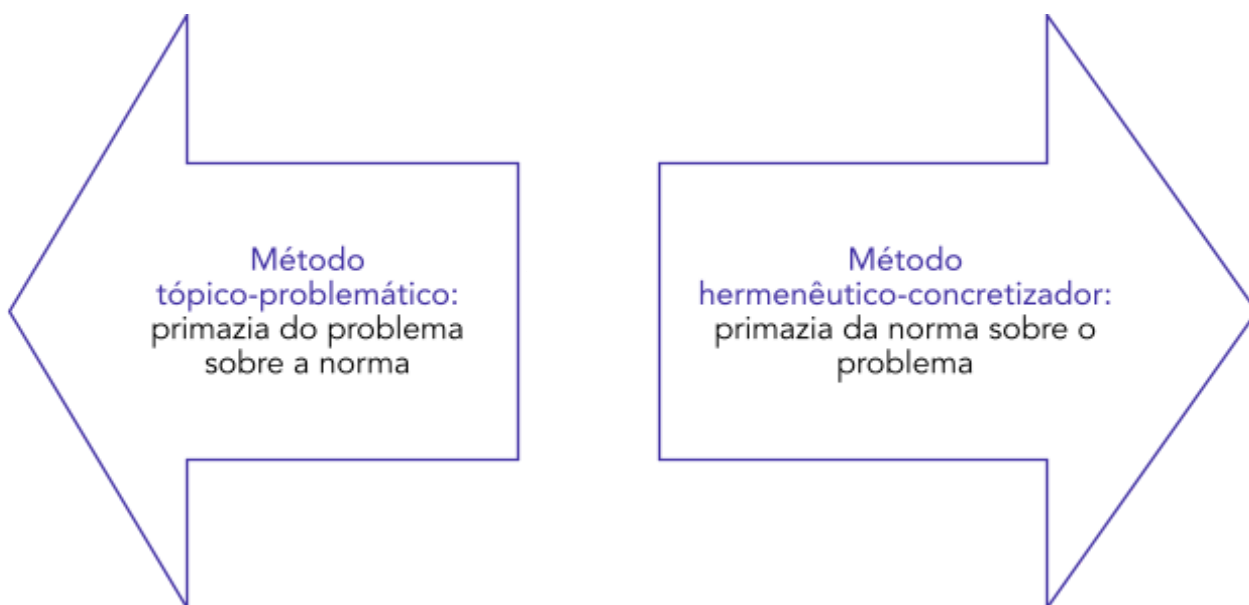 Método
tópico-problemático:
primazia do problema
sobre a norma
Método
hermenêutico-concretizador:
primazia da norma sobre o
problema